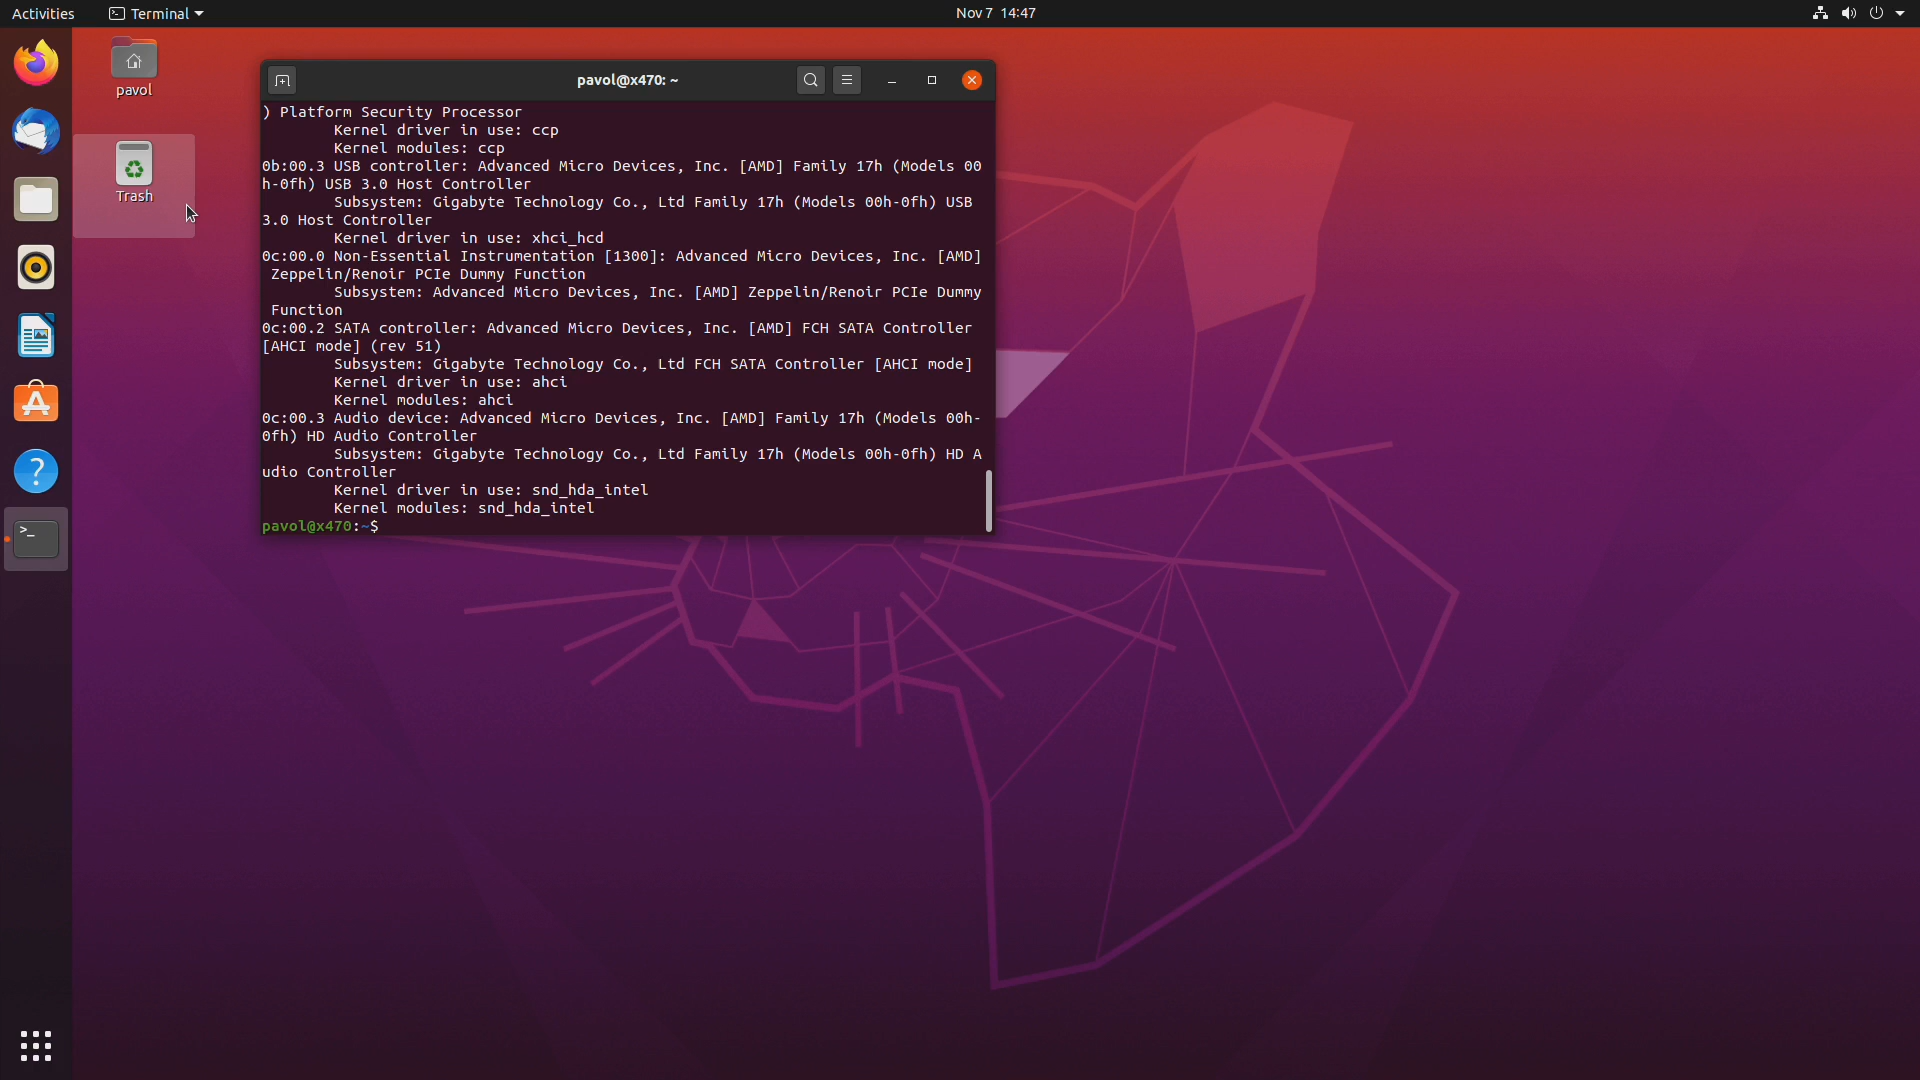 Activities
Terminal
Nov 7 14:47
pavol
Trash
pavol@x470: ~
) Platform Security Processor
Kernel driver in use: ccp
Kernel modules: ccp
0b:00.3 USB controller: Advanced Micro Devices, Inc. [AMD] Family 17h (Models 00
h-0fh) USB 3.0 Host Controller
Subsystem: Gigabyte Technology Co., Ltd Family 17h (Models 00h-0fh) USB
3.0 Host Controller
Kernel driver in use: xhci_hcd
0c:00.0 Non-Essential Instrumentation [1300]: Advanced Micro Devices, Inc. [AMD]
Zeppelin/Renoir PCIe Dummy Function
Subsystem: Advanced Micro Devices, Inc. [AMD] Zeppelin/Renoir PCIe Dummy
Function
0c:00.2 SATA controller: Advanced Micro Devices, Inc. [AMD] FCH SATA Controller
[AHCI mode] (rev 51)
Subsystem: Gigabyte Technology Co., Ltd FCH SATA Controller [AHCI mode]
Kernel driver in use: ahci
Kernel modules: ahci
0c:00.3 Audio device: Advanced Micro Devices, Inc. [AMD] Family 17h (Models 00h-
0fh) HD Audio Controller
Subsystem: Gigabyte Technology Co., Ltd Family 17h (Models 00h-0fh) HD A
udio Controller
Kernel driver in use: snd_hda_intel
Kernel modules: snd_hda_intel
pavol@x470:~$